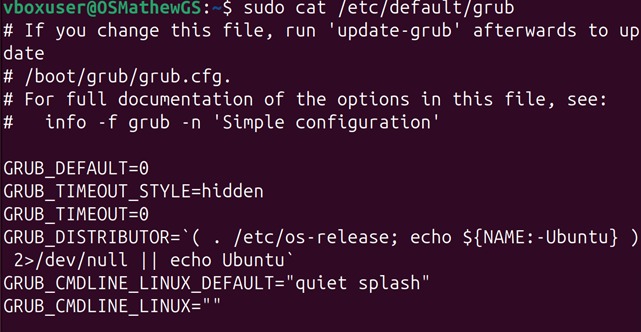 vboxuser@OSMathewGS:~$ sudo cat /etc/default/grub
# If you change this file, run 'update-grub' afterwards to up
date
# /boot/grub/grub.cfg.
# For full documentation of the options in this file, see:
#   info -f grub -n 'Simple configuration'

GRUB_DEFAULT=0
GRUB_TIMEOUT_STYLE=hidden
GRUB_TIMEOUT=0
GRUB_DISTRIBUTOR=`( . /etc/os-release; echo ${NAME:-Ubuntu} )
 2>/dev/null || echo Ubuntu`
GRUB_CMDLINE_LINUX_DEFAULT="quiet splash"
GRUB_CMDLINE_LINUX=""